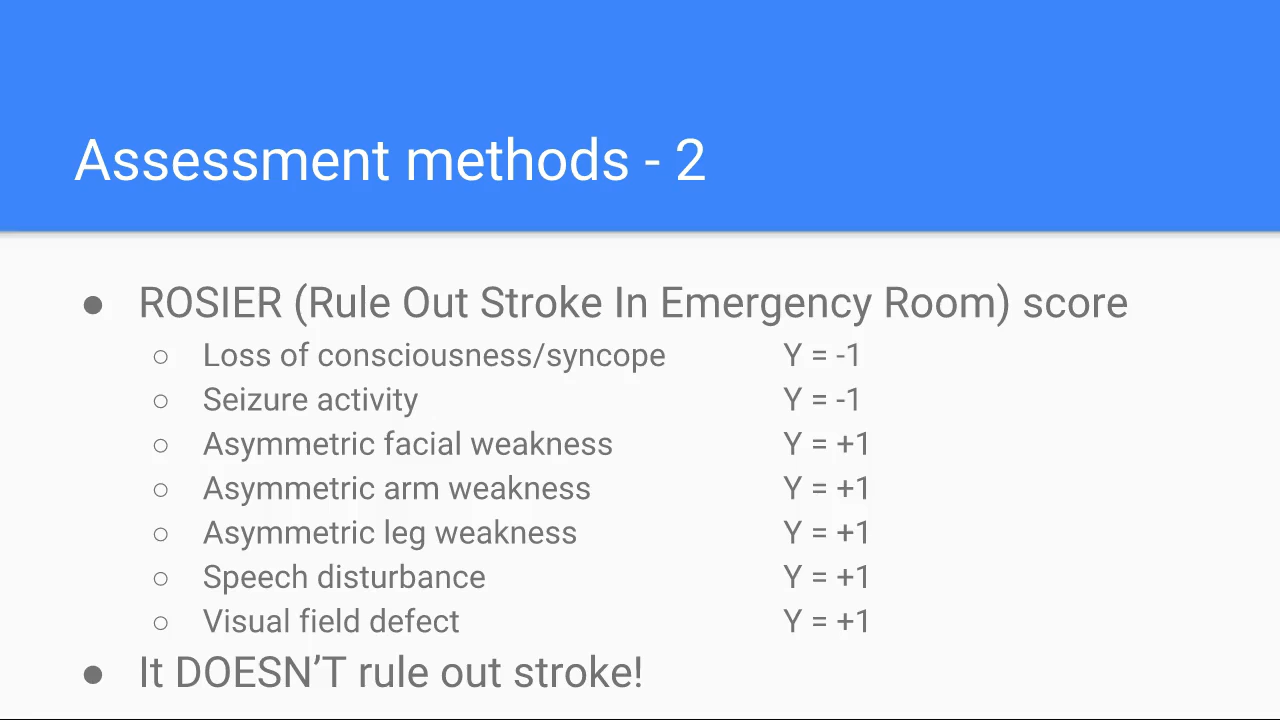 Assessment methods - 2
● ROSIER (Rule Out Stroke In Emergency Room) score
○ Loss of consciousness/syncope Y = -1
○ Seizure activity Y = -1
○ Asymmetric facial weakness Y = +1
○ Asymmetric arm weakness Y = +1
○ Asymmetric leg weakness Y = +1
○ Speech disturbance Y = +1
○ Visual field defect Y = +1
● It DOESN’T rule out stroke!